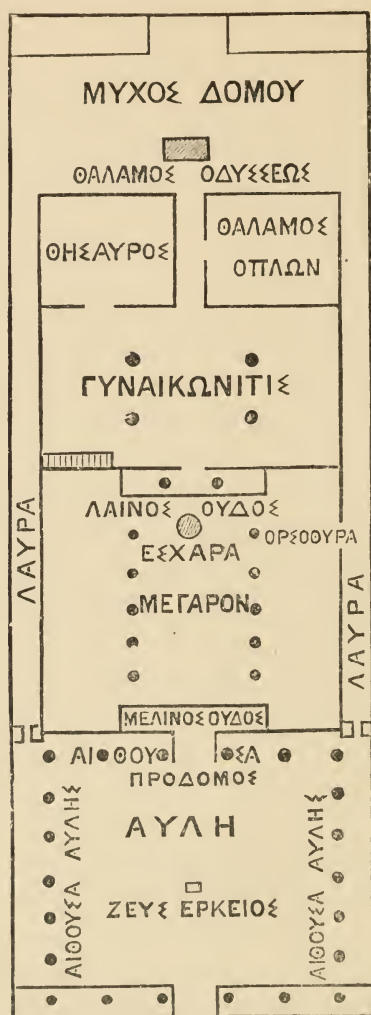 ΜΥΧΟΣ ΔΟΜΟΥ
ΘΑΛΑΜΟΣ ΟΔΥΣΣΕΩΣ
ΘΗΣΑΥΡΟΣ
ΘΑΛΑΜΟΣ
ΟΠΛΩΝ
ΓΥΝΑΙΚΩΝΙΤΙΣ
ΛΑΙΝΟΣ ΟΥΔΟΣ
ΕΣΧΑΡΑ
ΟΡΣΟΘΥΡΑ
ΜΕΓΑΡΟΝ
ΛΑΥΡΑ
ΛΑΥΡΑ
ΜΕΛΙΝΟΣ ΟΥΔΟΣ
ΑΙΘΟΥΣΑ
ΠΡΟΔΟΜΟΣ
ΑΥΛΗ
ΑΙΘΟΥΣΑ ΑΥΛΗΣ
ΑΙΘΟΥΣΑ ΑΥΛΗΣ
ΖΕΥΣ ΕΡΚΕΙΟΣ